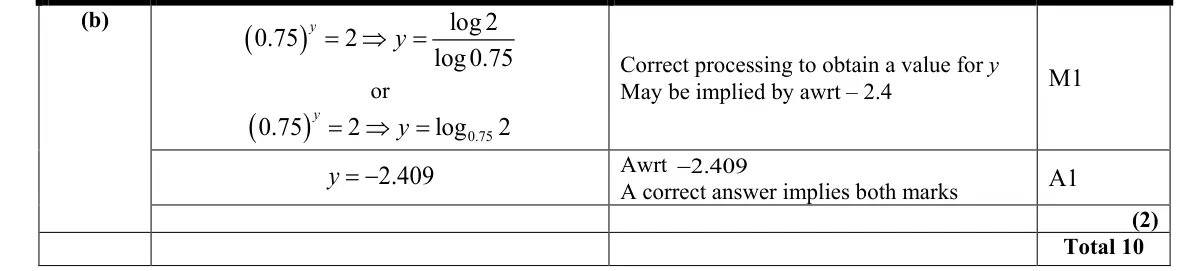 (b)
(0.75)^y = 2 ⇒ y = log 2 / log 0.75
or
(0.75)^y = 2 ⇒ y = log_{0.75} 2
Correct processing to obtain a value for y
May be implied by awrt – 2.4
M1
y = −2.409
Awrt −2.409
A correct answer implies both marks
A1
(2)
Total 10